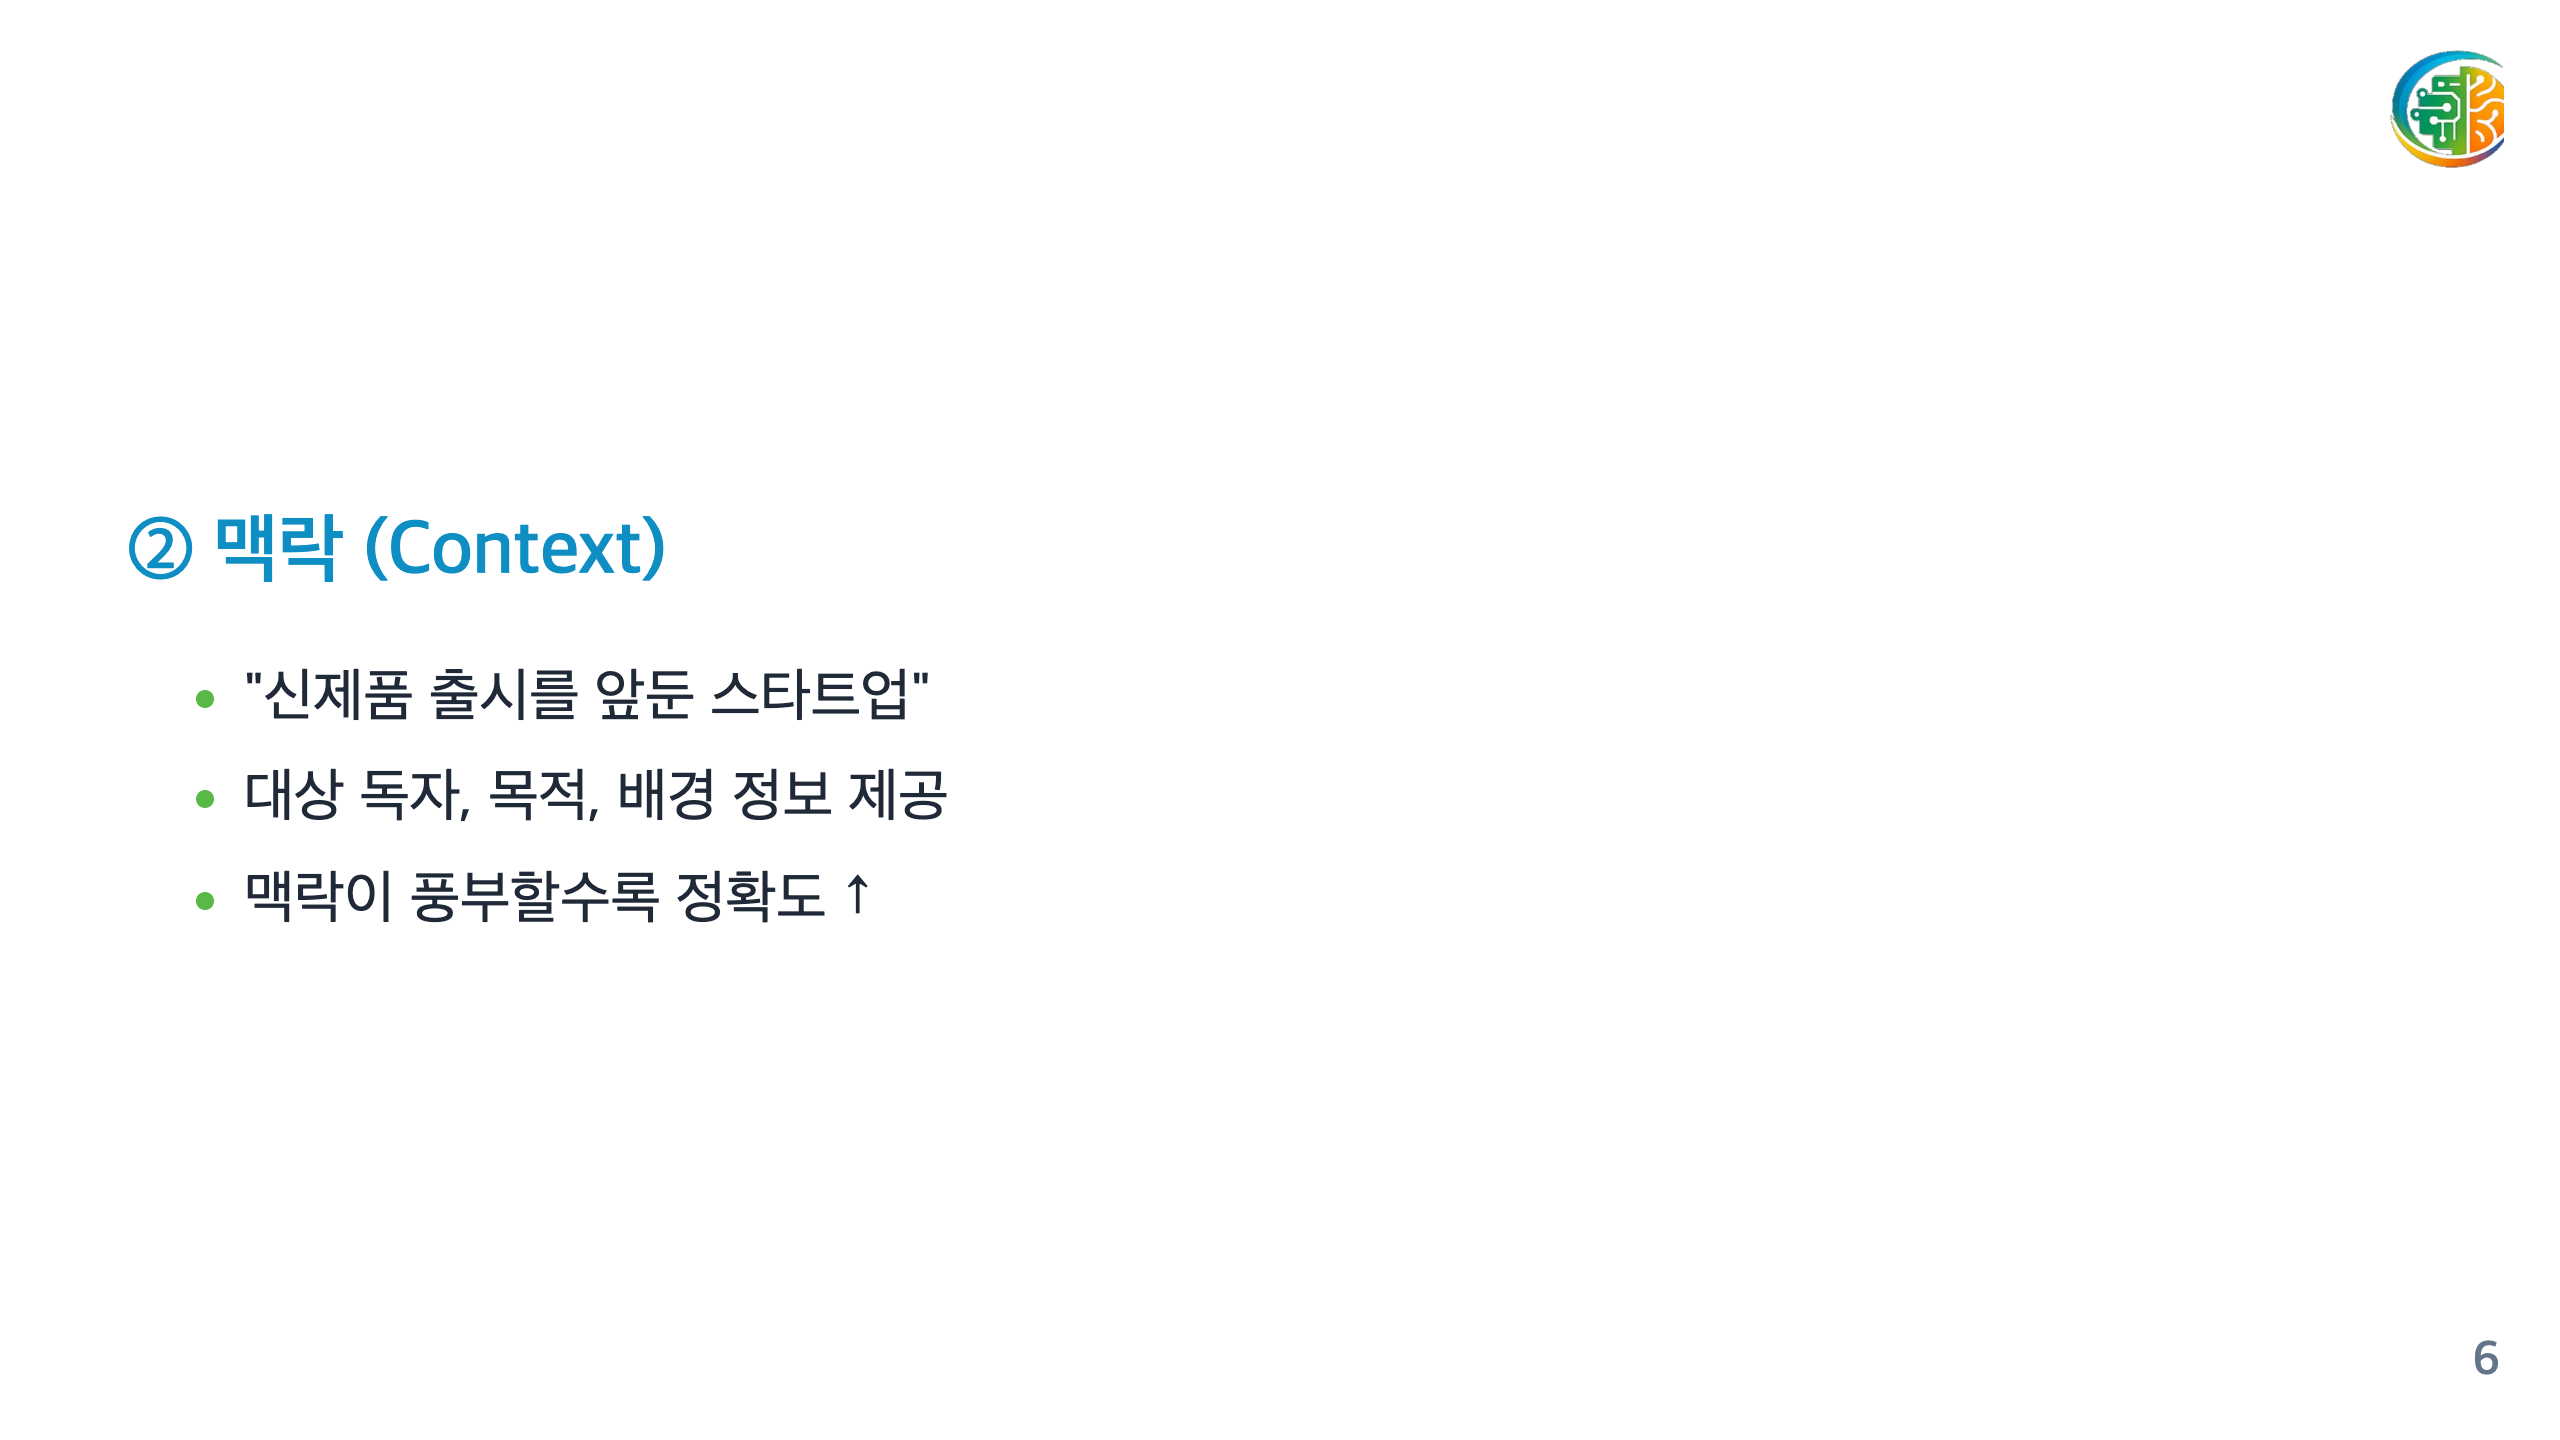 ② 맥락 (Context)
• "신제품 출시를 앞둔 스타트업"
• 대상 독자, 목적, 배경 정보 제공
• 맥락이 풍부할수록 정확도 ↑
6